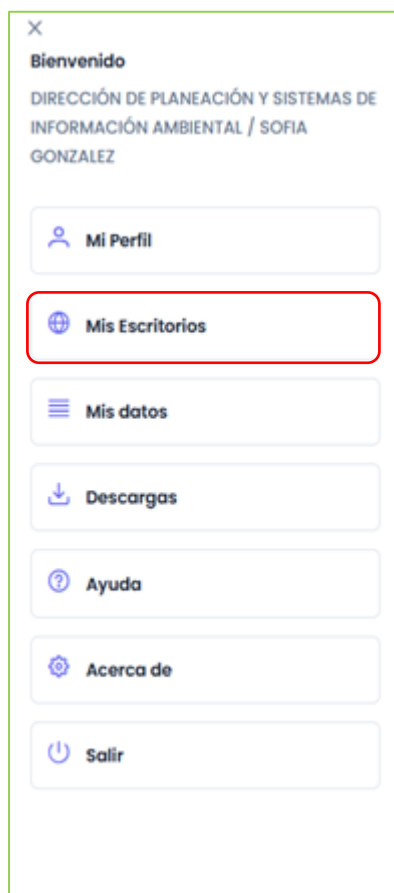 Bienvenido
DIRECCIÓN DE PLANEACIÓN Y SISTEMAS DE
INFORMACIÓN AMBIENTAL / SOFIA
GONZALEZ
Mi Perfil
Mis Escritorios
Mis datos
Descargas
Ayuda
Acerca de
Salir